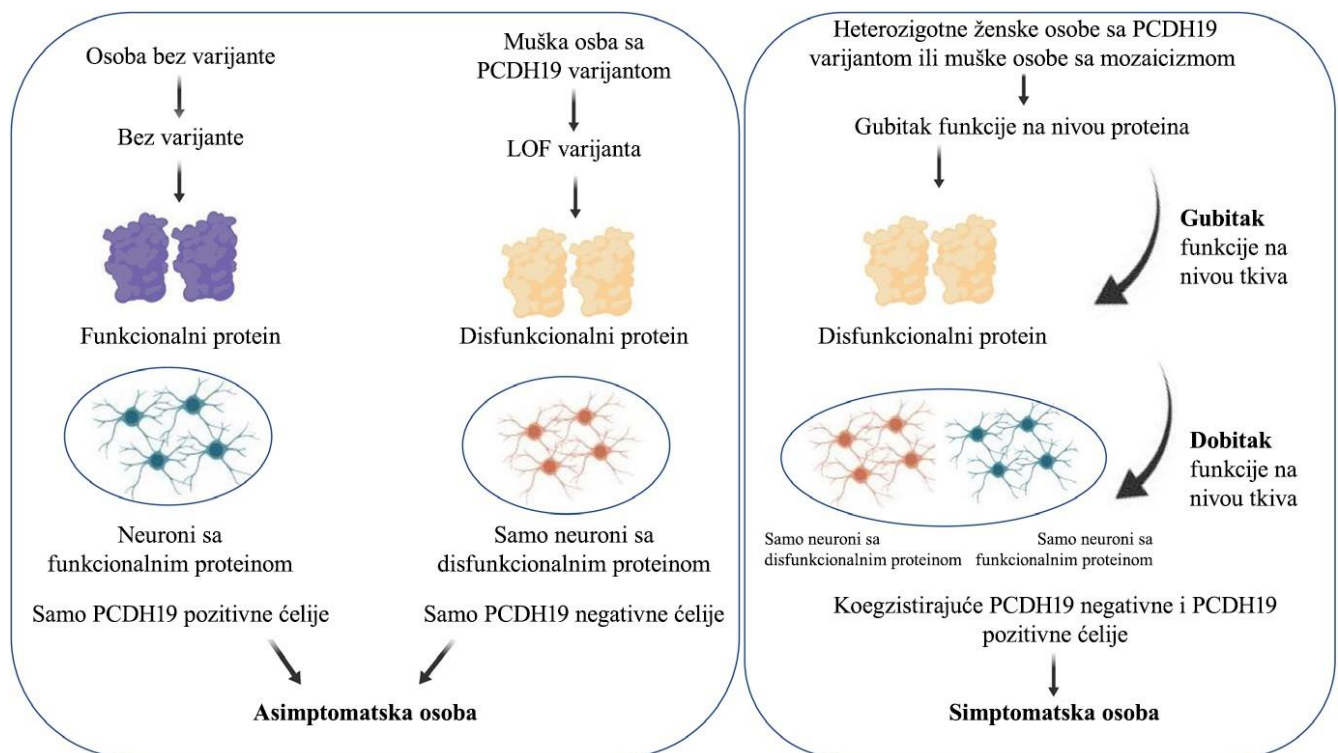 Osoba bez varijante
Bez varijante
Funkcionalni protein
Neuroni sa
funkcionalnim proteinom
Samo PCDH19 pozitivne ćelije
Muška osba sa
PCDH19 varijantom
LOF varijanta
Disfunkcionalni protein
Samo neuroni sa
disfunkcionalnim proteinom
Samo PCDH19 negativne ćelije
Asimptomatska osoba
Heterozigotne ženske osobe sa PCDH19
varijantom ili muške osobe sa mozaicizmom
Gubitak funkcije na nivou proteina
Gubitak
funkcije na
nivou tkiva
Disfunkcionalni protein
Dobitak
funkcije na
nivou tkiva
Samo neuroni sa
disfunkcionalnim proteinom
Samo neuroni sa
funkcionalnim proteinom
Koegzistirajuće PCDH19 negativne i PCDH19
pozitivne ćelije
Simptomatska osoba